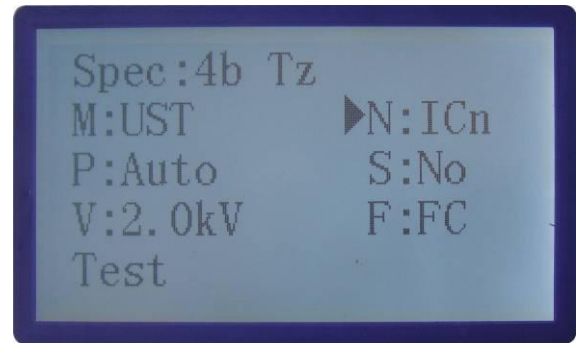 Spec:4b Tz
M:UST ▶N:ICn
P:Auto S:No
V:2.0kV F:FC
Test